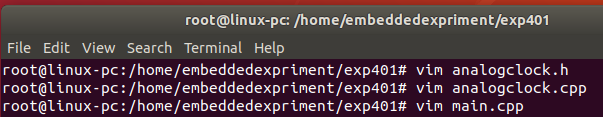 root@linux-pc: /home/embeddedexpriment/exp401
File Edit View Search Terminal Help
root@linux-pc:/home/embeddedexpriment/exp401# vim analogclock.h
root@linux-pc:/home/embeddedexpriment/exp401# vim analogclock.cpp
root@linux-pc:/home/embeddedexpriment/exp401# vim main.cpp